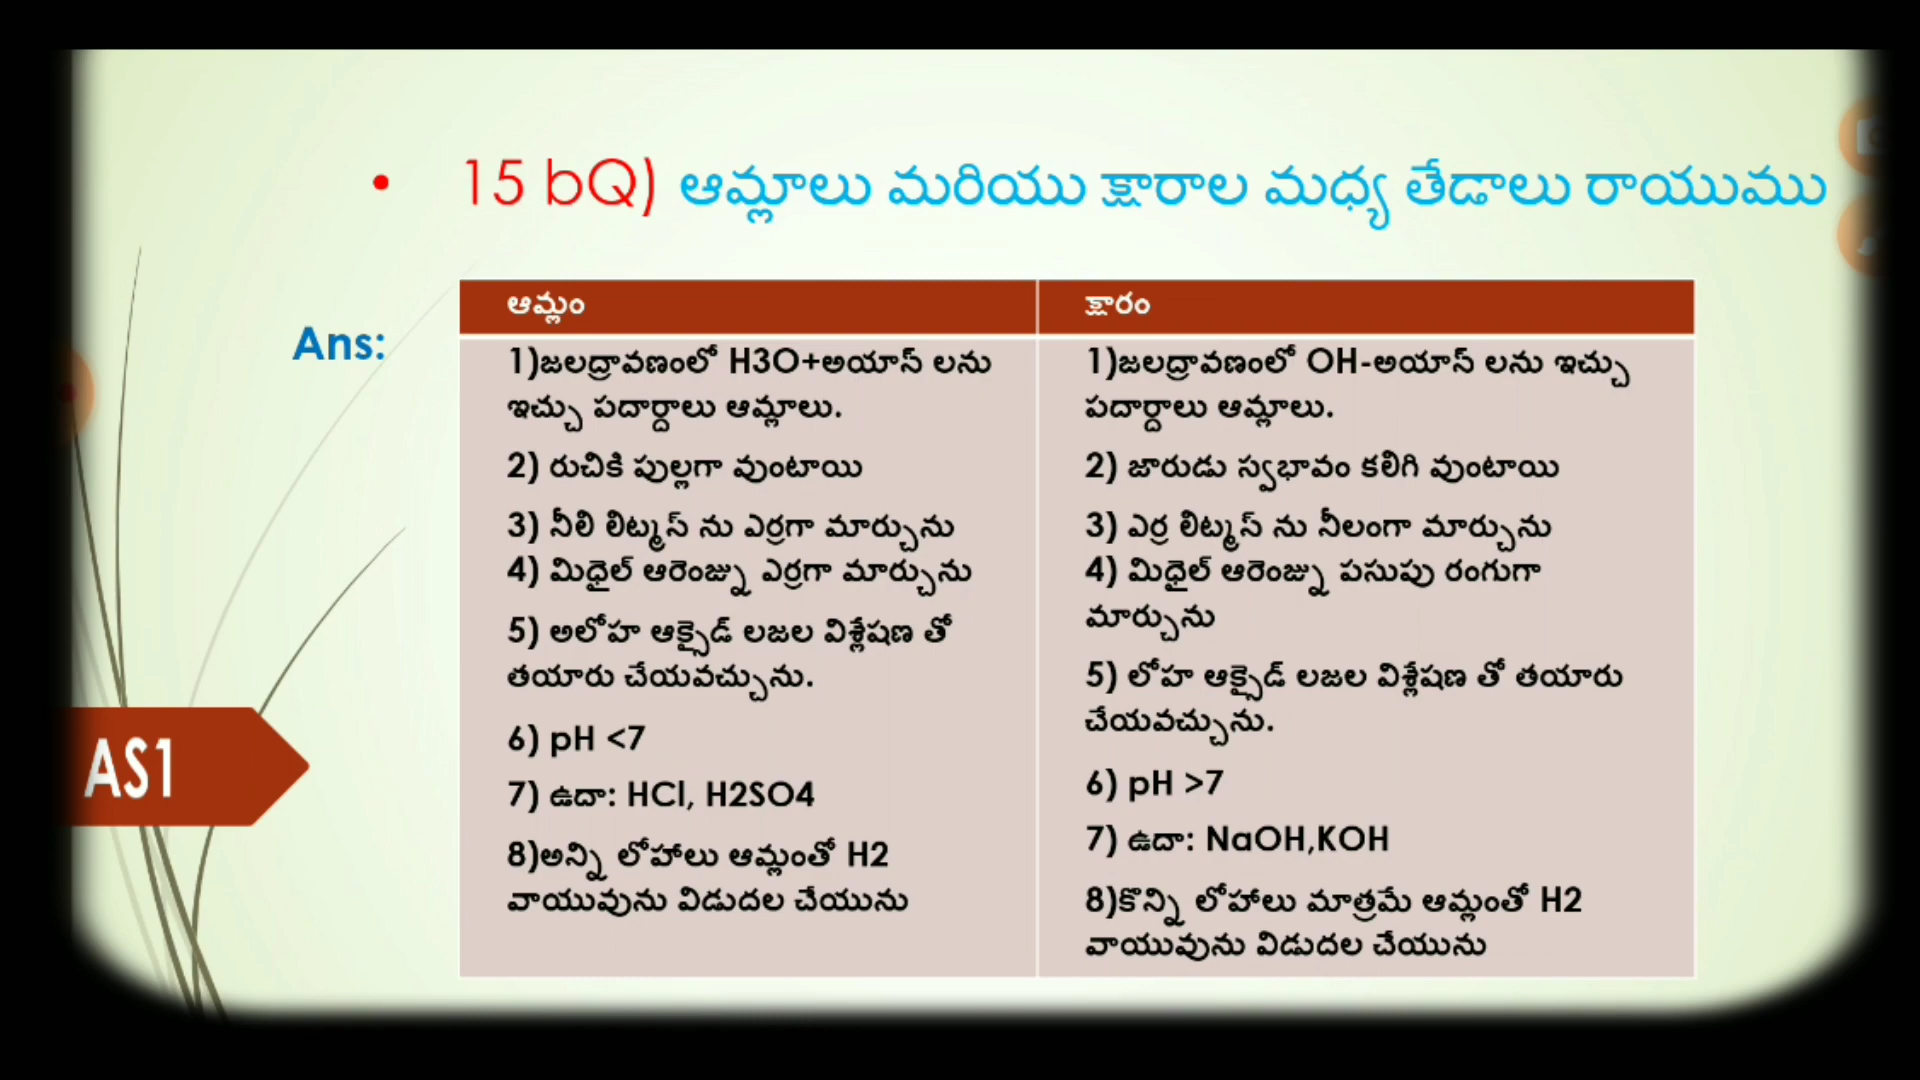 • 15 bQ) ఆమ్లాలు మరియు క్షారాల మధ్య తేడాలు రాయుము
Ans:
ఆమ్లం
1)జలద్రావణంలో H3O+అయాన్ లను
ఇచ్చు పదార్దాలు ఆమ్లాలు.
2) రుచికి పుల్లగా వుంటాయి
3) నీలి లిట్మస్ ను ఎర్రగా మార్చును
4) మిథైల్ ఆరెంజ్ను ఎర్రగా మార్చును
5) అలోహ ఆక్సైడ్ లజల విశ్లేషణ తో
తయారు చేయవచ్చును.
6) pH <7
7) ఉదా: HCl, H2SO4
8)అన్ని లోహాలు ఆమ్లంతో H2
వాయువును విడుదల చేయును
క్షారం
1)జలద్రావణంలో OH-అయాన్ లను ఇచ్చు
పదార్దాలు ఆమ్లాలు.
2) జారుడు స్వభావం కలిగి వుంటాయి
3) ఎర్ర లిట్మస్ ను నీలంగా మార్చును
4) మిథైల్ ఆరెంజ్ను పసుపు రంగుగా
మార్చును
5) లోహ ఆక్సైడ్ లజల విశ్లేషణ తో తయారు
చేయవచ్చును.
6) pH >7
7) ఉదా: NaOH,KOH
8)కొన్ని లోహాలు మాత్రమే ఆమ్లంతో H2
వాయువును విడుదల చేయును
AS1